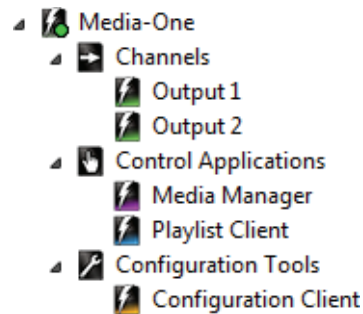 Media-One
Channels
Output 1
Output 2
Control Applications
Media Manager
Playlist Client
Configuration Tools
Configuration Client